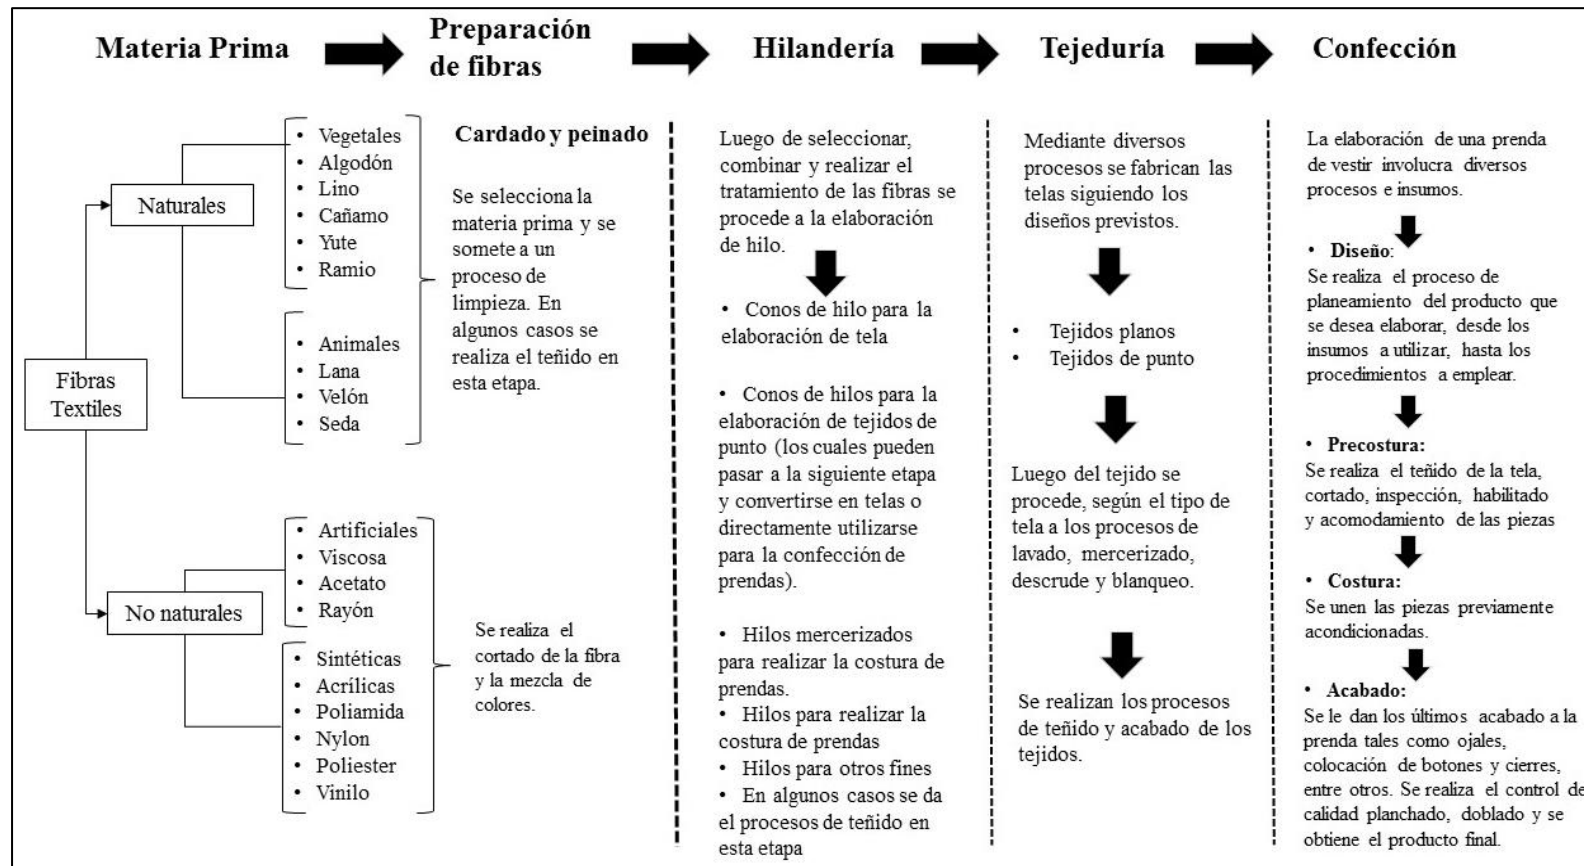 Materia Prima
Preparación
de fibras
Hilandería
Tejeduría
Confección
Fibras
Textiles
Naturales
• Vegetales
• Algodón
• Lino
• Cañamo
• Yute
• Ramio
• Animales
• Lana
• Velón
• Seda
No naturales
• Artificiales
• Viscosa
• Acetato
• Rayón
• Sintéticas
• Acrílicas
• Poliamida
• Nylon
• Poliester
• Vinilo
Cardado y peinado
Se selecciona la
materia prima y se
somete a un
proceso de
limpieza. En
algunos casos se
realiza el teñido en
esta etapa.
Se realiza el
cortado de la fibra
y la mezcla de
colores.
Luego de seleccionar,
combinar y realizar el
tratamiento de las fibras se
procede a la elaboración
de hilo.
• Conos de hilo para la
elaboración de tela
• Conos de hilos para la
elaboración de tejidos de
punto (los cuales pueden
pasar a la siguiente etapa
y convertirse en telas o
directamente utilizarse
para la confección de
prendas).
• Hilos mercerizados
para realizar la costura de
prendas.
• Hilos para realizar la
costura de prendas
• Hilos para otros fines
• En algunos casos se da
el procesos de teñido en
esta etapa
Mediante diversos
procesos se fabrican las
telas siguiendo los
diseños previstos.
• Tejidos planos
• Tejidos de punto
Luego del tejido se
procede, según el tipo de
tela a los procesos de
lavado, mercerizado,
descrude y blanqueo.
Se realizan los procesos
de teñido y acabado de los
tejidos.
La elaboración de una prenda
de vestir involucra diversos
procesos e insumos.
• Diseño:
Se realiza el proceso de
planeamiento del producto que
se desea elaborar, desde los
insumos a utilizar, hasta los
procedimientos a emplear.
• Precostura:
Se realiza el teñido de la tela,
cortado, inspección, habilitado
y acomodamiento de las piezas
• Costura:
Se unen las piezas previamente
acondicionadas.
• Acabado:
Se le dan los últimos acabado a la
prenda tales como ojales,
colocación de botones y cierres,
entre otros. Se realiza el control de
calidad planchado, doblado y se
obtiene el producto final.